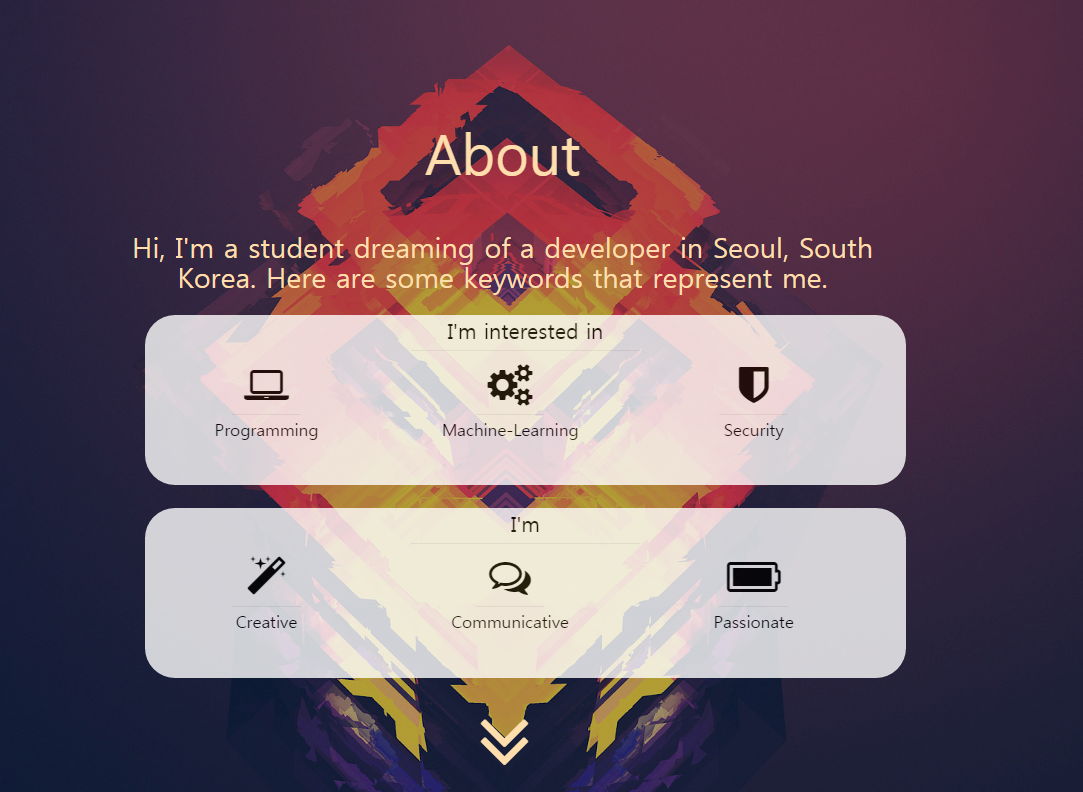 About
Hi, I'm a student dreaming of a developer in Seoul, South
Korea. Here are some keywords that represent me.
I'm interested in
Programming
Machine-Learning
Security
I'm
Creative
Communicative
Passionate